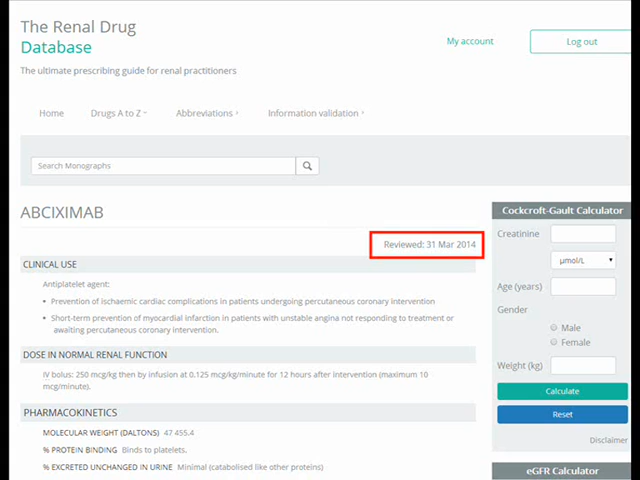 The Renal Drug
Database
The ultimate prescribing guide for renal practitioners
My account
Log out
Home
Drugs A to Z
Abbreviations
Information validation
Search Monographs
ABCIXIMAB
Reviewed: 31 Mar 2014
CLINICAL USE
Antiplatelet agent:
• Prevention of ischaemic cardiac complications in patients undergoing percutaneous coronary intervention
• Short-term prevention of myocardial infarction in patients with unstable angina not responding to treatment or
awaiting percutaneous coronary intervention.
DOSE IN NORMAL RENAL FUNCTION
IV bolus: 250 mcg/kg then by infusion at 0.125 mcg/kg/minute for 12 hours after intervention (maximum 10
mcg/minute).
PHARMACOKINETICS
MOLECULAR WEIGHT (DALTONS) 47 455.4
% PROTEIN BINDING Binds to platelets,
% EXCRETED UNCHANGED IN URINE Minimal (catabolised like other proteins)
Cockcroft-Gault Calculator
Creatinine
µmol/L
Age (years)
Gender
Male
Female
Weight (kg)
Calculate
Reset
Disclaimer
eGFR Calculator